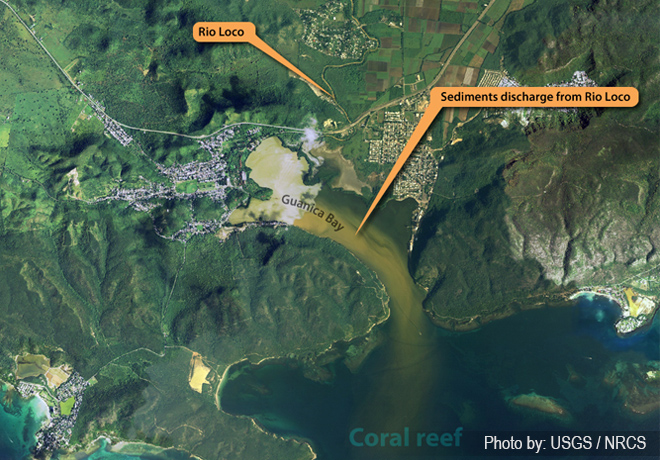 Rio Loco
Sediments discharge from Rio Loco
Guanica Bay
Coral reef
Photo by: USGS / NRCS